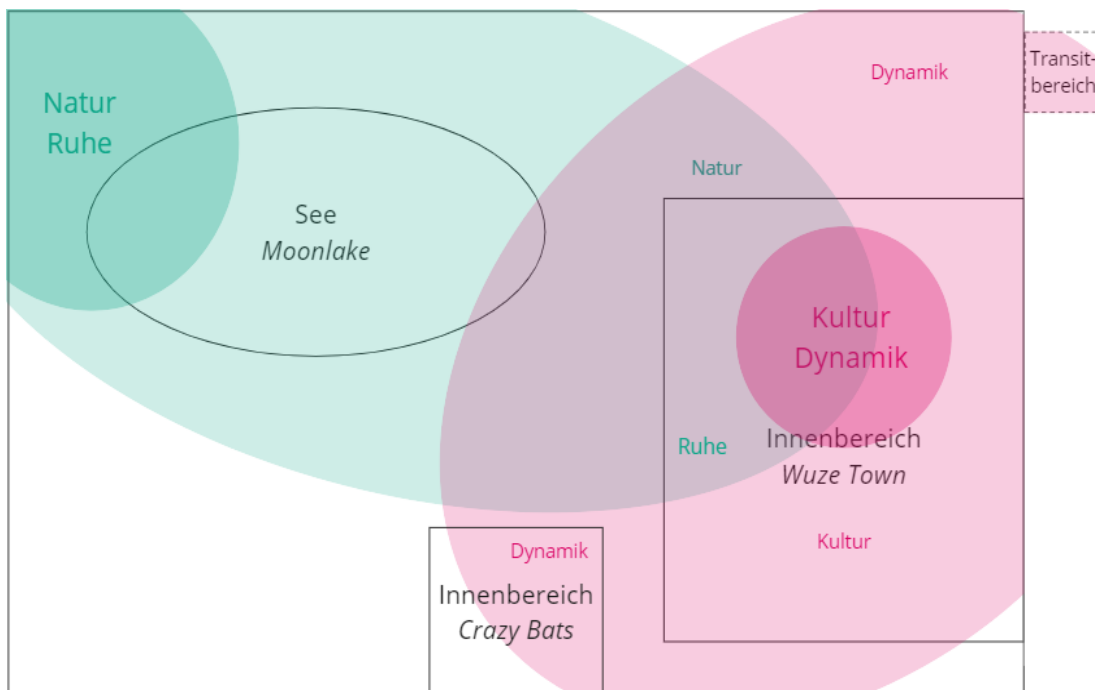 Dynamik
Transit-
bereich
Natur
Ruhe
Natur
See
Moonlake
Kultur
Dynamik
Ruhe
Innenbereich
Wuze Town
Kultur
Dynamik
Innenbereich
Crazy Bats